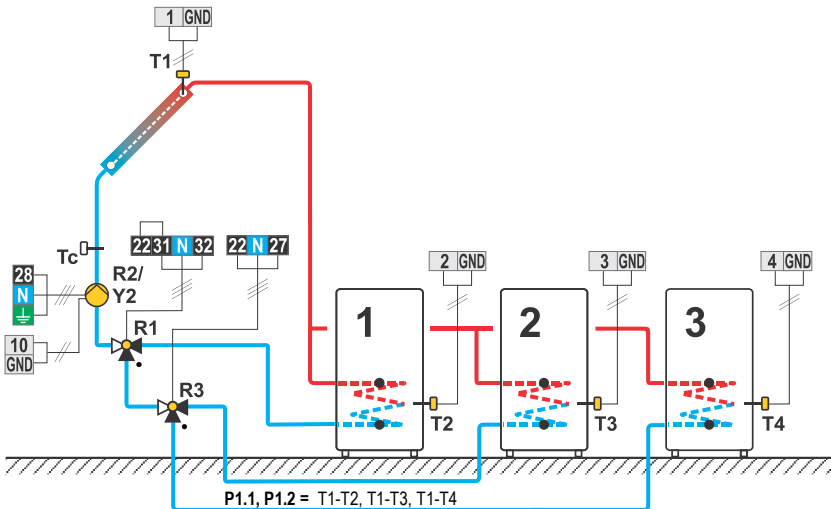 1 GND
T1
22 31 N 32
22 N 27
Tc
28
N
R2/
Y2
10
GND
R1
R3
2 GND
3 GND
4 GND
1
2
3
T2
T3
T4
P1.1, P1.2 = T1-T2, T1-T3, T1-T4